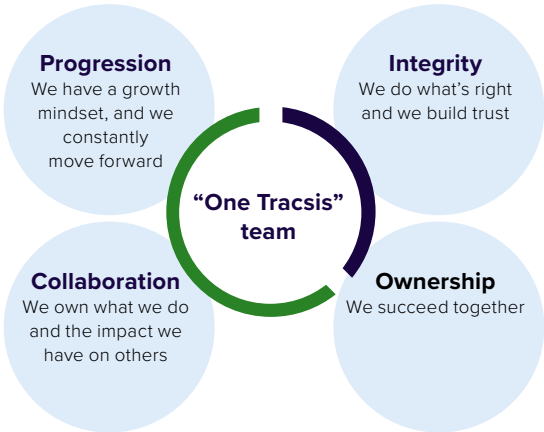 Progression
We have a growth
mindset, and we
constantly
move forward
Integrity
We do what’s right
and we build trust
“One Tracsis”
team
Collaboration
We own what we do
and the impact we
have on others
Ownership
We succeed together